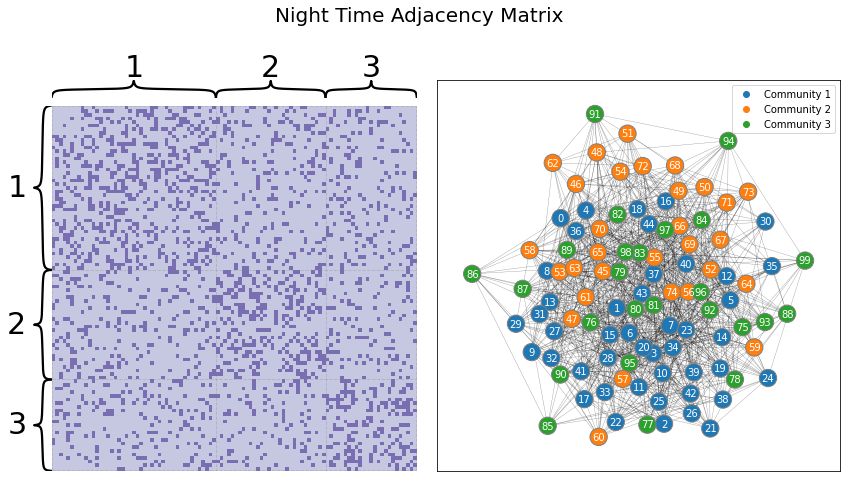 Night Time Adjacency Matrix
1 2 3
1
2
3
Community 1
Community 2
Community 3
91
51
94
48
62
54 72 68
46
49 50 73
16 71
4 18
0 82 84 30
36 70 44 97 66
69 67
58 89 65 98 83 55
99
86 8 53 63 45 79 37 40 52 12 35
64
87 61 43 74 56 96
13 5
31 1 80 81 92 88
29 47 76 93
27 7 23 75
15 6 14
9 32 20 3 34 59
28 95
90 41 57 10 39 19 78 24
11
17 33 25 42 38
26
85 22 77 2 21
60